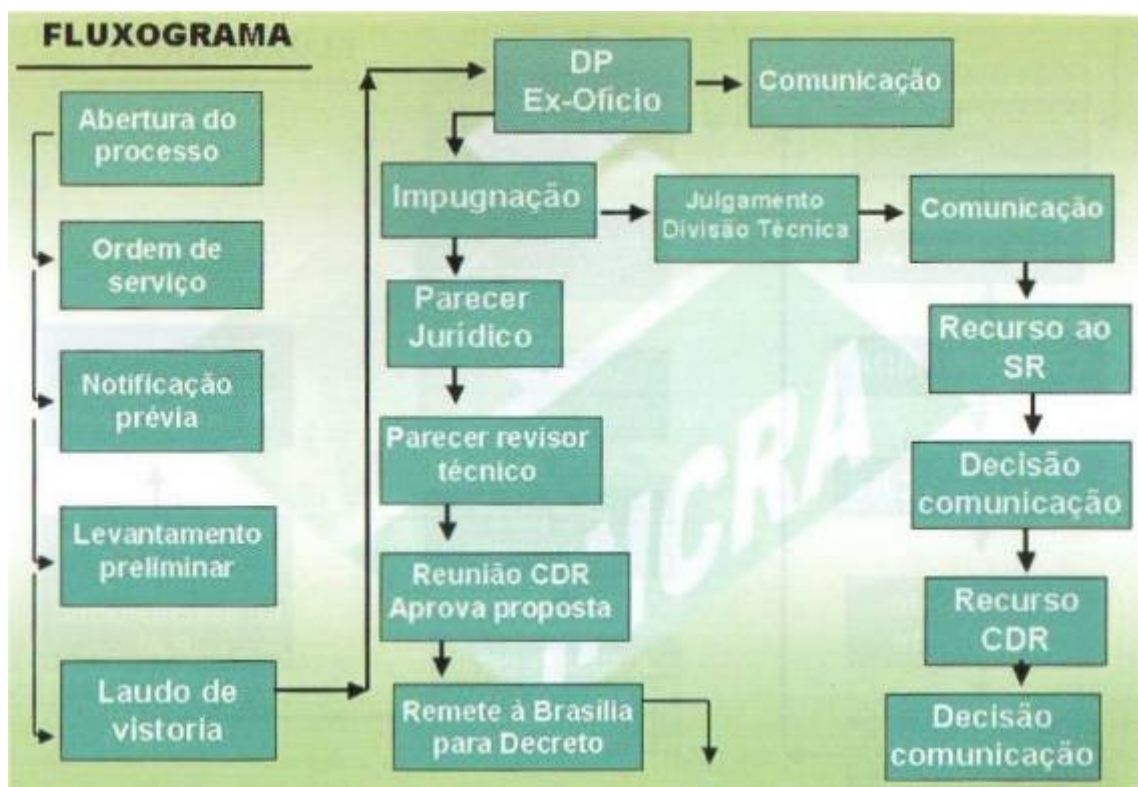 FLUXOGRAMA
Abertura do
processo
Ordem de
serviço
Notificação
prévia
Levantamento
preliminar
Laudo de
vistoria
DP
Ex-Oficio
Comunicação
Impugnação
Julgamento
Divisão Técnica
Comunicação
Parecer
Jurídico
Parecer revisor
técnico
Reunião CDR
Aprova proposta
Remete à Brasilia
para Decreto
Recurso ao
SR
Decisão
comunicação
Recurso
CDR
Decisão
comunicação
INCRA